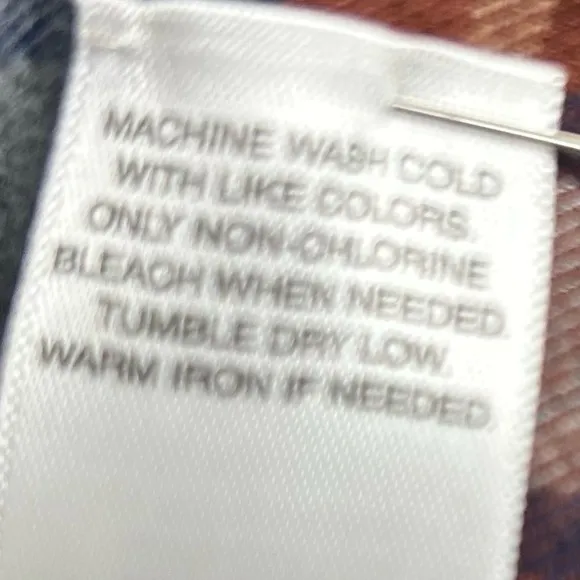 MACHINE WASH COLD
WITH LIKE COLORS.
ONLY NON-CHLORINE
BLEACH WHEN NEEDED.
TUMBLE DRY LOW.
WARM IRON IF NEEDED.